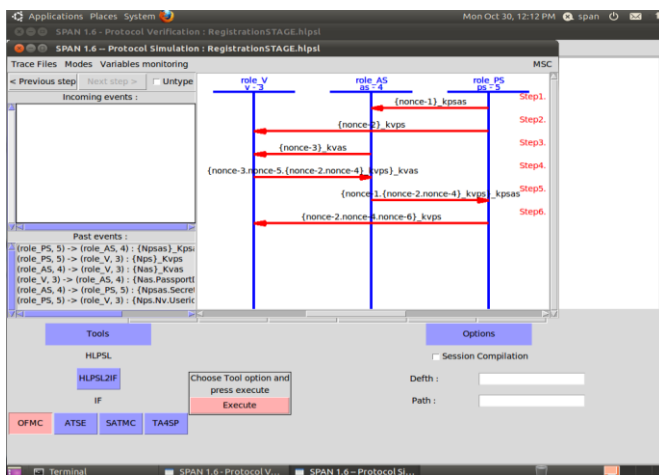 Applications Places System
Mon Oct 30, 12:12 PM span
SPAN 1.6 - Protocol Verification : RegistrationSTAGE.hlpsl
SPAN 1.6 – Protocol Simulation : RegistrationSTAGE.hlpsl
Trace Files Modes Variables monitoring MSC
< Previous step Next step > Untype
Incoming events :
role_V role_AS role_PS
v - 3 as - 4 ps - 5
Step1.
{nonce-1}_kpsas
Step2.
{nonce-2}_kvps
Step3.
{nonce-3}_kvas
Step4.
{nonce-3.nonce-5.{nonce-2.nonce-4}_kvps}_kvas
Step5.
{nonce-1.{nonce-2.nonce-4}_kvps}_kpsas
Step6.
{nonce-2.nonce-4.nonce-6}_kvps
Past events :
(role_PS, 5) -> (role_AS, 4) : {Npsas}_Kpsa
(role_PS, 5) -> (role_V, 3) : {Nps}_Kvps
(role_AS, 4) -> (role_V, 3) : {Nas}_Kvas
(role_V, 3) -> (role_AS, 4) : {Nas.Passport
(role_AS, 4) -> (role_PS, 5) : {Npsas.Secret
(role_PS, 5) -> (role_V, 3) : {Nps.Nv.Useric
Tools
Options
HLPSL
Session Compilation
HLPSL2IF
Choose Tool option and
press execute
Defth :
IF
Execute
Path :
OFMC ATSE SATMC TA4SP
Terminal SPAN 1.6 - Protocol V... SPAN 1.6 – Protocol Si...